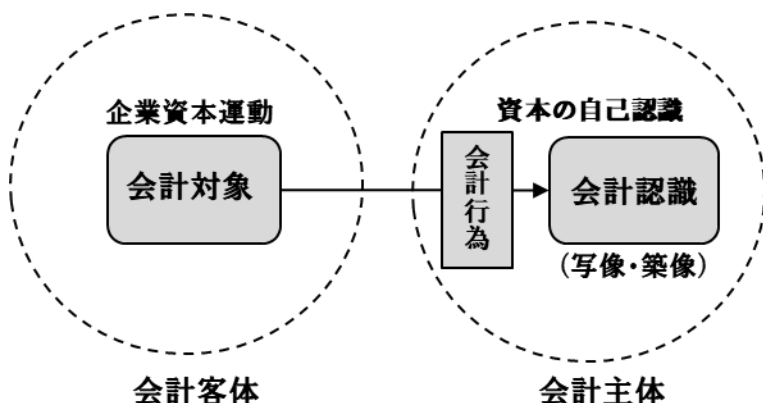 企業資本運動
会計対象
会計客体
資本の自己認識
会計行為
会計認識
(写像・築像)
会計主体